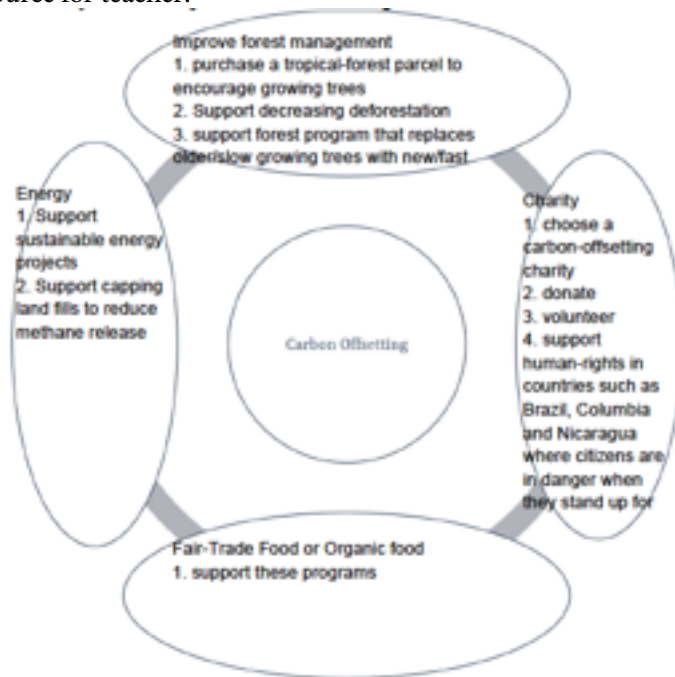 ource for teacher.
Improve forest management
1. purchase a tropical-forest parcel to
encourage growing trees
2. Support decreasing deforestation
3. support forest program that replaces
older/slow growing trees with new/fast
Energy
1. Support
sustainable energy
projects
2. Support capping
land fills to reduce
methane release
Charity
1. choose a
carbon-offsetting
charity
2. donate
3. volunteer
4. support
human-rights in
countries such as
Brazil, Columbia
and Nicaragua
where citizens are
in danger when
they stand up for
Carbon Offsetting
Fair-Trade Food or Organic food
1. support these programs